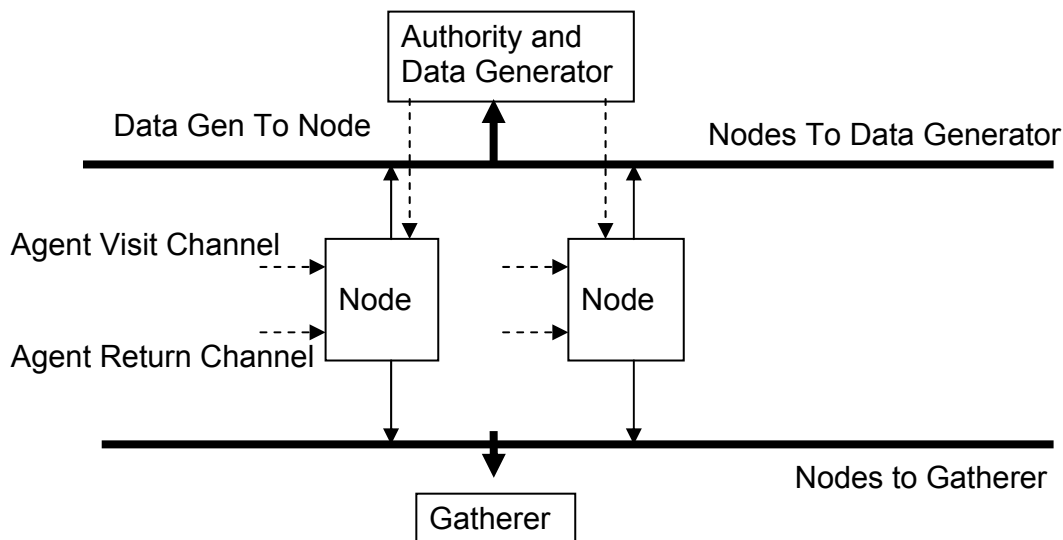 Authority and
Data Generator
Data Gen To Node
Nodes To Data Generator
Agent Visit Channel
Node
Node
Agent Return Channel
Nodes to Gatherer
Gatherer